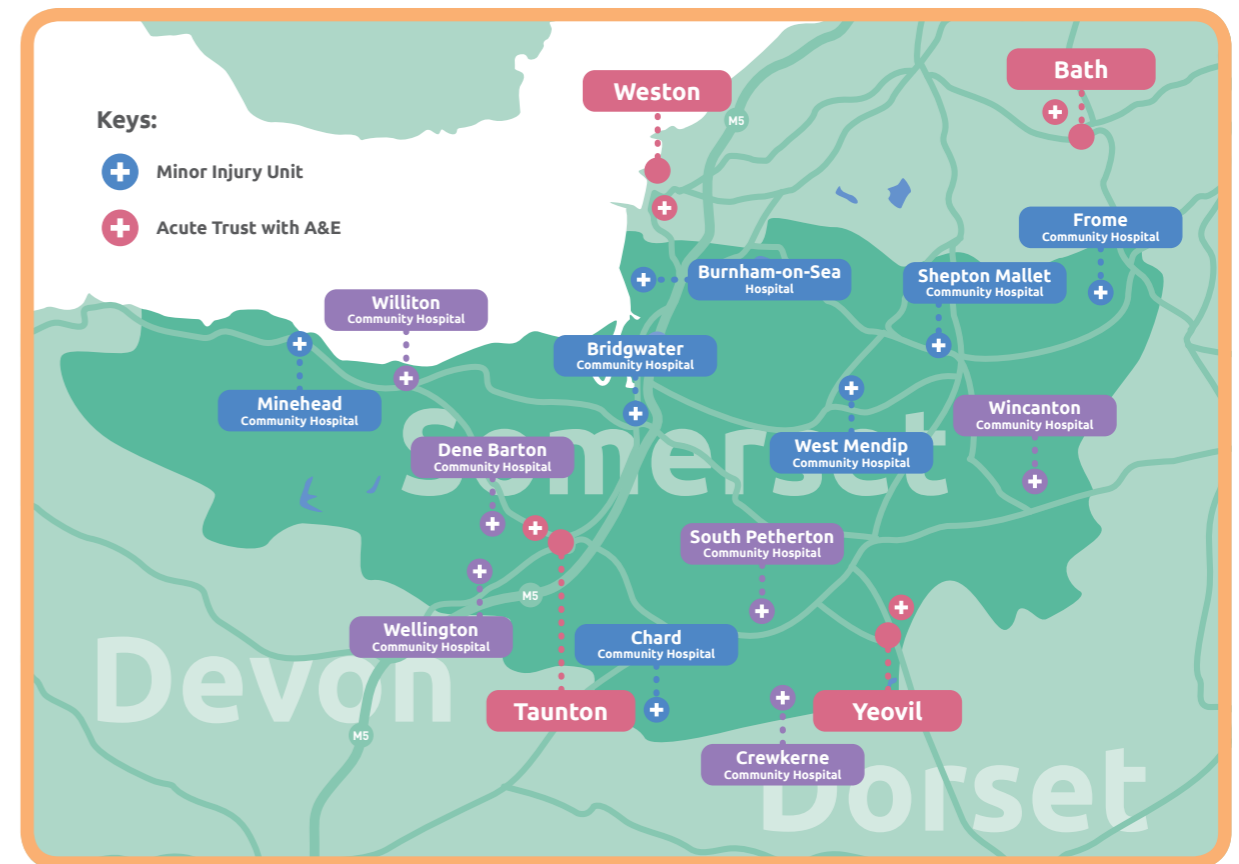 Keys:
Minor Injury Unit
Acute Trust with A&E
Weston
Bath
M5
Frome
Community Hospital
Burnham-on-Sea
Hospital
Shepton Mallet
Community Hospital
Williton
Community Hospital
Bridgwater
Community Hospital
Minehead
Community Hospital
Wincanton
Community Hospital
Somerset
Dene Barton
Community Hospital
West Mendip
Community Hospital
South Petherton
Community Hospital
M5
Wellington
Community Hospital
Chard
Community Hospital
Devon
Taunton
Yeovil
M5
Crewkerne
Community Hospital
Dorset